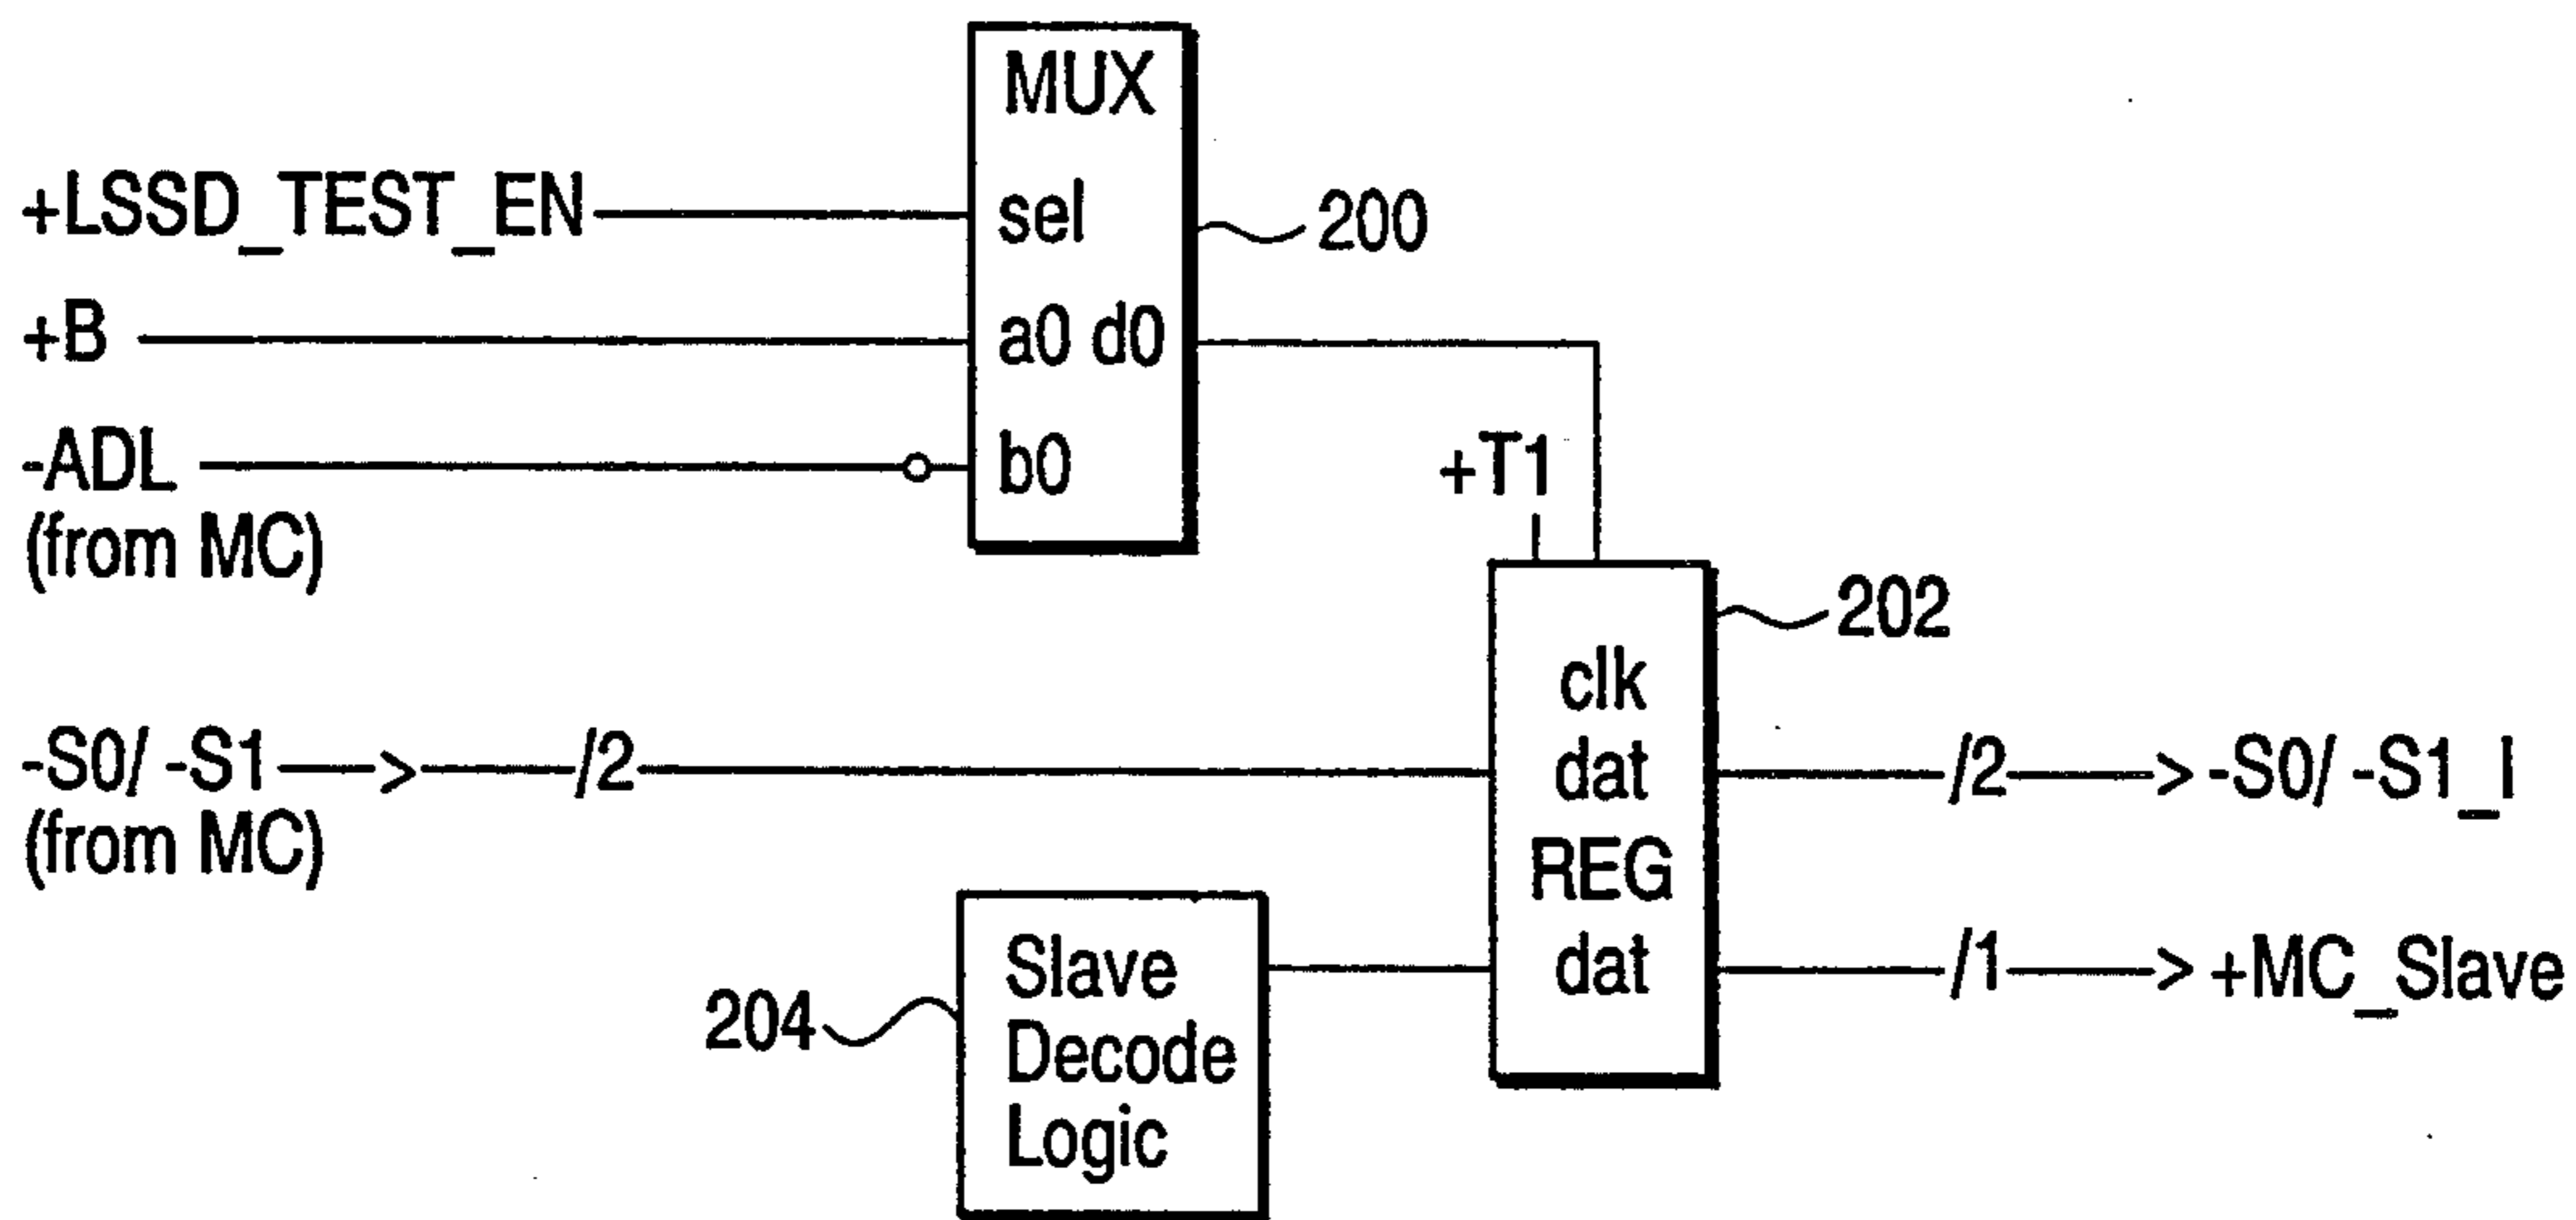 MUX
+LSSD_TEST_EN
sel
200
+B
a0 d0
-ADL
b0
(from MC)
+T1
202
clk
-S0/ -S1 > /2
dat
/2 > -S0/ -S1_I
(from MC)
REG
Slave
dat
/1 > +MC_Slave
204
Decode
Logic